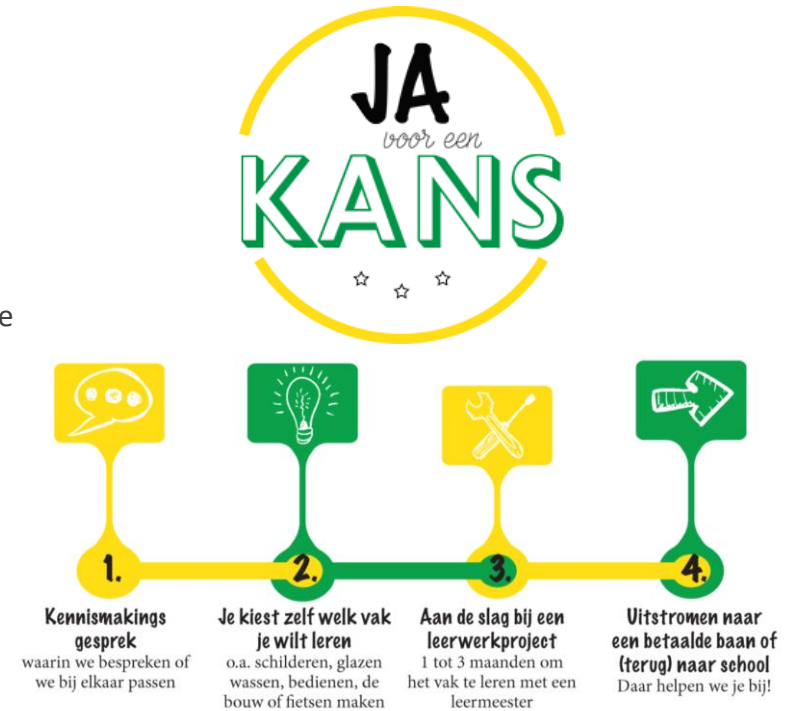 JA
voor een
KANS
e
1.
Kennismakings
gesprek
waarin we bespreken of
we bij elkaar passen
2.
Je kiest zelf welk vak
je wilt leren
o.a. schilderen, glazen
wassen, bedienen, de
bouw of fietsen maken
3.
Aan de slag bij een
leerwerkproject
1 tot 3 maanden om
het vak te leren met een
leermeester
4.
Uitstromen naar
een betaalde baan of
(terug) naar school
Daar helpen we je bij!